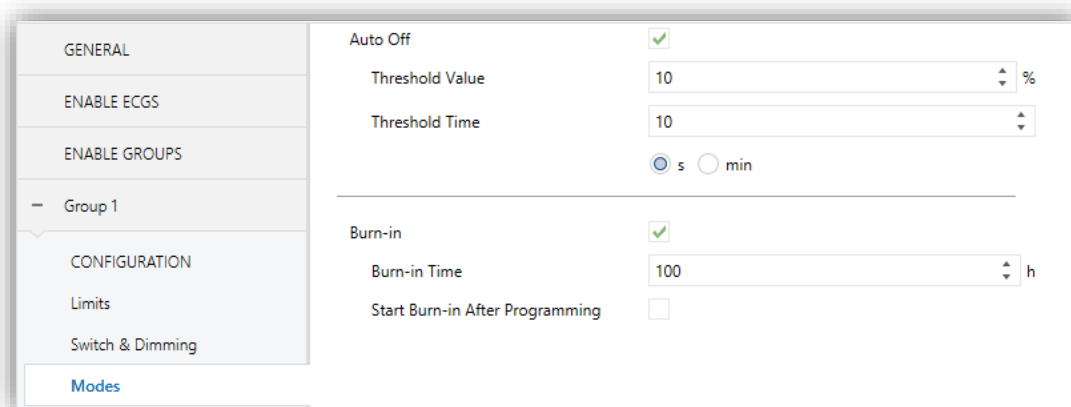 GENERAL
ENABLE ECGS
ENABLE GROUPS
Group 1
CONFIGURATION
Limits
Switch & Dimming
Modes
Auto Off
Threshold Value 10 %
Threshold Time 10
s min
Burn-in
Burn-in Time 100 h
Start Burn-in After Programming